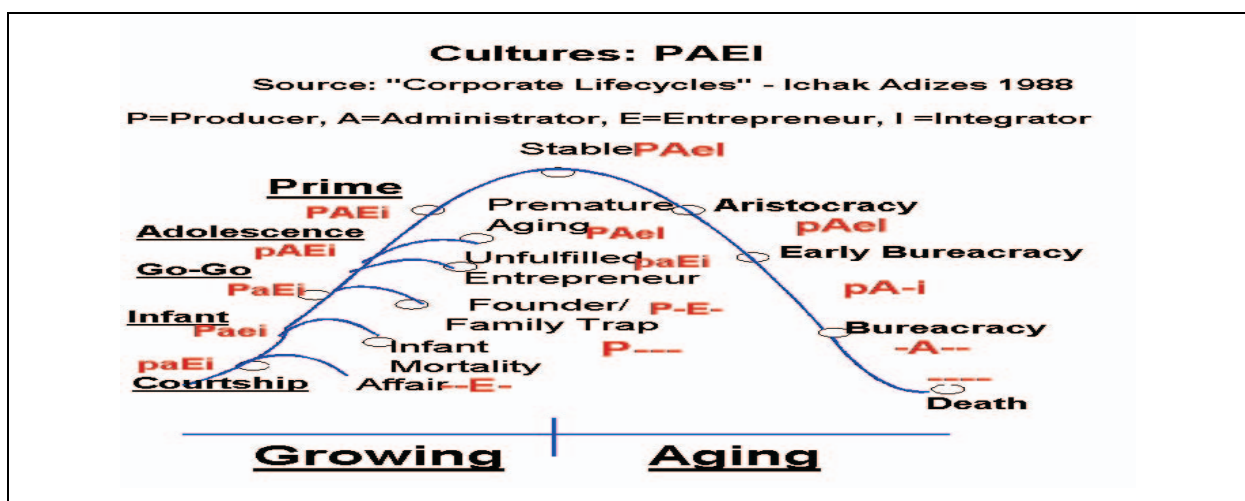 Cultures: PAEI
Source: "Corporate Lifecycles" - Ichak Adizes 1988
P=Producer, A=Administrator, E=Entrepreneur, I =Integrator
Stable PAeI
Prime
PAEi
Premature
Aging PAeI
Aristocracy
pAeI
Adolescence
pAEi
Unfulfilled paEi
Entrepreneur
Early Bureacracy
pA-i
Go-Go
PaEi
Founder/ P-E-
Family Trap
P---
Bureacracy
-A--
Infant
Paei
Infant
Mortality
paEi
Courtship
Affair --E-
----
Death
Growing
Aging